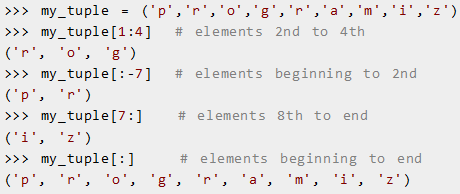 >>> my_tuple = ('p','r','o','g','r','a','m','i','z')
>>> my_tuple[1:4]  # elements 2nd to 4th
('r', 'o', 'g')
>>> my_tuple[:-7]  # elements beginning to 2nd
('p', 'r')
>>> my_tuple[7:]   # elements 8th to end
('i', 'z')
>>> my_tuple[:]    # elements beginning to end
('p', 'r', 'o', 'g', 'r', 'a', 'm', 'i', 'z')